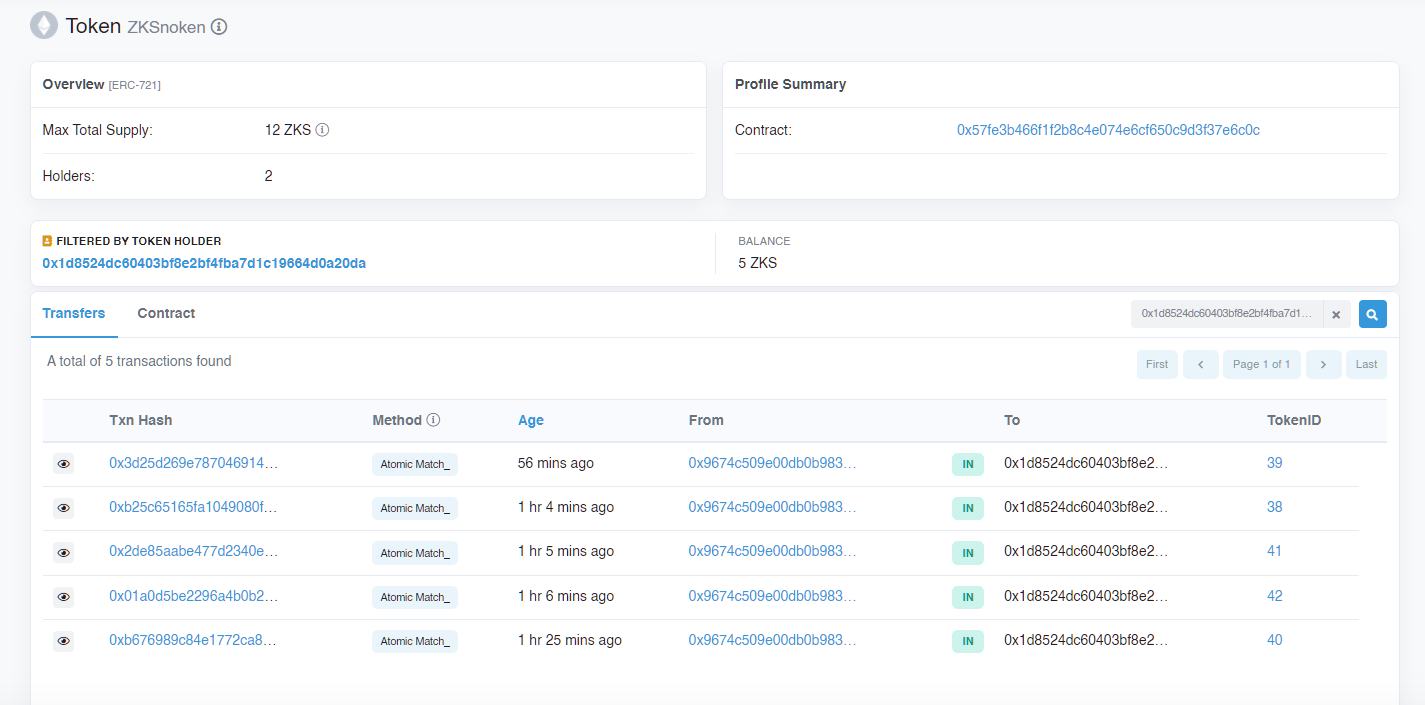 Token ZKSnoken
Overview [ERC-721]
Max Total Supply: 12 ZKS
Holders: 2
Profile Summary
Contract: 0x57fe3b466f1f2b8c4e074e6cf650c9d3f37e6c0c
FILTERED BY TOKEN HOLDER
0x1d8524dc60403bf8e2bf4fba7d1c19664d0a20da
BALANCE
5 ZKS
Transfers Contract
0x1d8524dc60403bf8e2bf4fba7d1...
A total of 5 transactions found
First Page 1 of 1 Last
Txn Hash Method Age From To TokenID
0x3d25d269e787046914... Atomic Match_ 56 mins ago 0x9674c509e00db0b983... IN 0x1d8524dc60403bf8e2... 39
0xb25c65165fa1049080f... Atomic Match_ 1 hr 4 mins ago 0x9674c509e00db0b983... IN 0x1d8524dc60403bf8e2... 38
0x2de85aabe477d2340e... Atomic Match_ 1 hr 5 mins ago 0x9674c509e00db0b983... IN 0x1d8524dc60403bf8e2... 41
0x01a0d5be2296a4b0b2... Atomic Match_ 1 hr 6 mins ago 0x9674c509e00db0b983... IN 0x1d8524dc60403bf8e2... 42
0xb676989c84e1772ca8... Atomic Match_ 1 hr 25 mins ago 0x9674c509e00db0b983... IN 0x1d8524dc60403bf8e2... 40